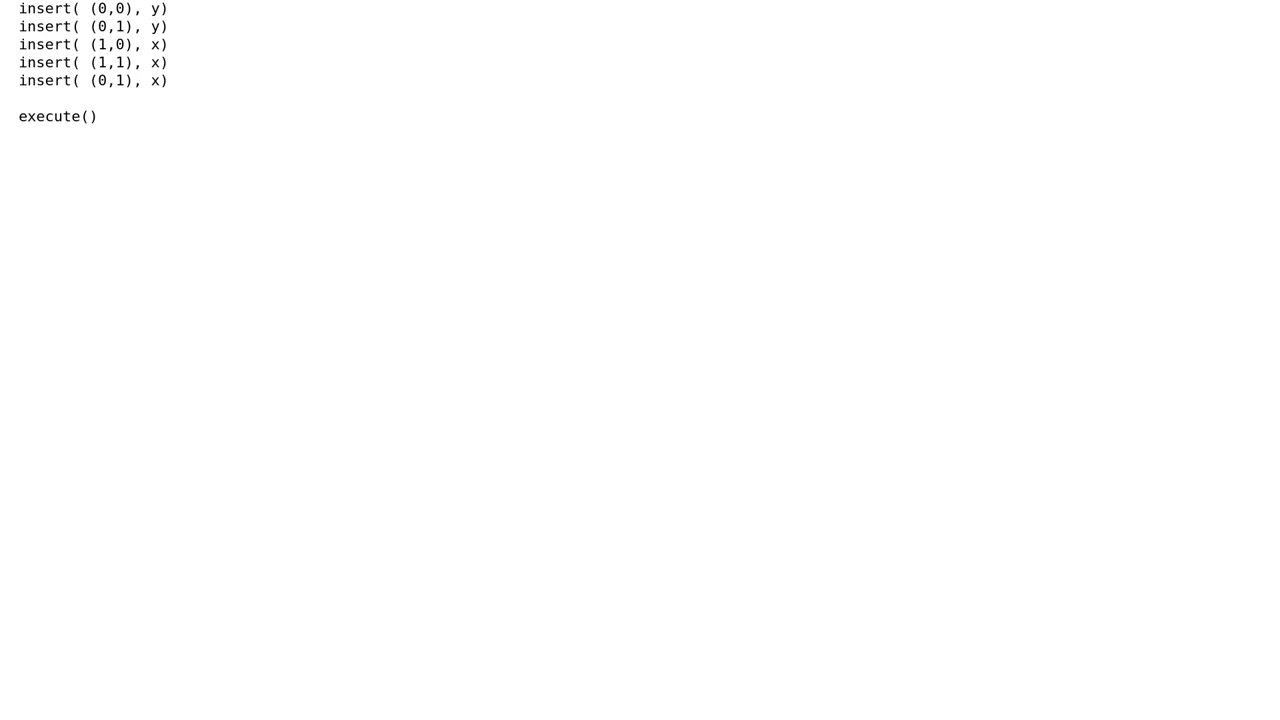 insert( (0,0), y)
insert( (0,1), y)
insert( (1,0), x)
insert( (1,1), x)
insert( (0,1), x)
execute()